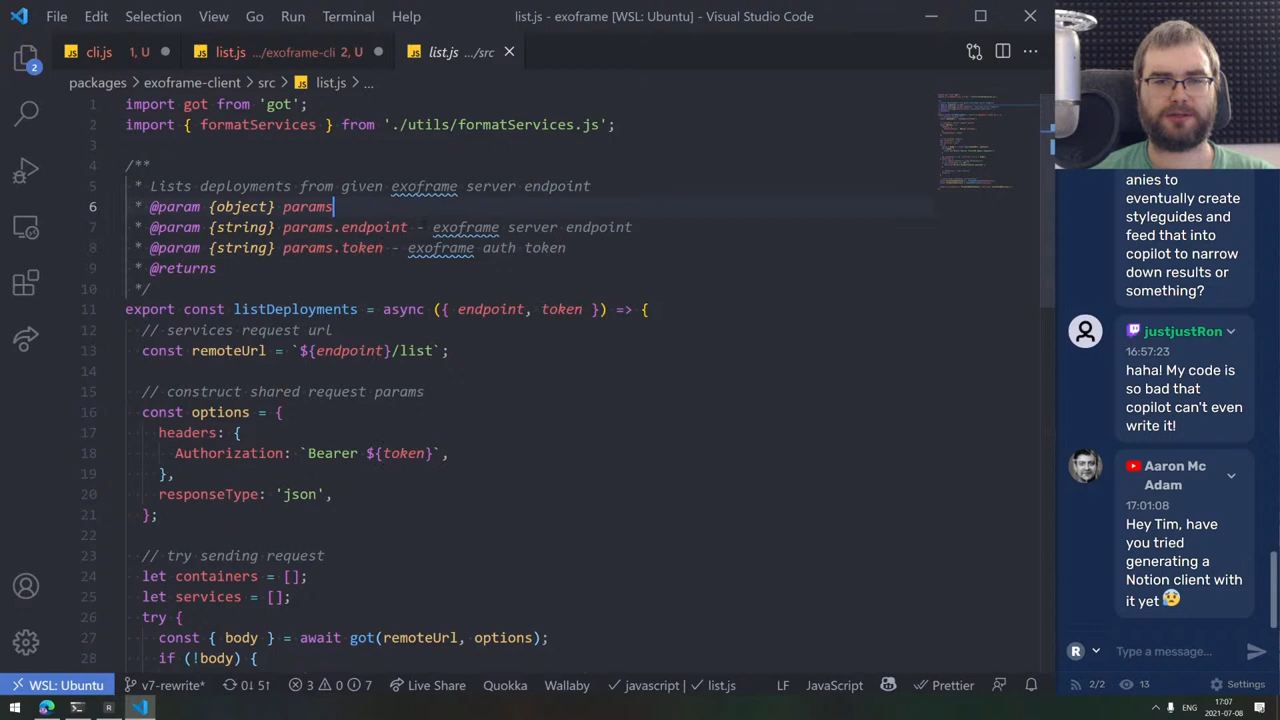 File Edit Selection View Go Run Terminal Help
list.js - exoframe [WSL: Ubuntu] - Visual Studio Code
JS cli.js 1, U
JS list.js .../exoframe-cli 2, U
JS list.js .../src
packages > exoframe-client > src > JS list.js > ...
2
1 import got from 'got';
2 import { formatServices } from './utils/formatServices.js';
3
4 /**
5 * Lists deployments from given exoframe server endpoint
6 * @param {object} params
7 * @param {string} params.endpoint - exoframe server endpoint
8 * @param {string} params.token - exoframe auth token
9 * @returns
10 */
11 export const listDeployments = async ({ endpoint, token }) => {
12 // services request url
13 const remoteUrl = `${endpoint}/list`;
14
15 // construct shared request params
16 const options = {
17 headers: {
18 Authorization: `Bearer ${token}`,
19 },
20 responseType: 'json',
21 };
22
23 // try sending request
24 let containers = [];
25 let services = [];
26 try {
27 const { body } = await got(remoteUrl, options);
28 if (!body) {
WSL: Ubuntu v7-rewrite* 0↓ 5↑ 3 0 7 Live Share Quokka Wallaby javascript | list.js LF JavaScript Prettier
anies to
eventually create
styleguides and
feed that into
copilot to narrow
down results or
something?
justjustRon
16:57:23
haha! My code is
so bad that
copilot can't even
write it!
Aaron Mc
Adam
17:01:08
Hey Tim, have
you tried
generating a
Notion client with
it yet 😰
R Type a message...
2/2 13 Settings
ENG 17:07
2021-07-08